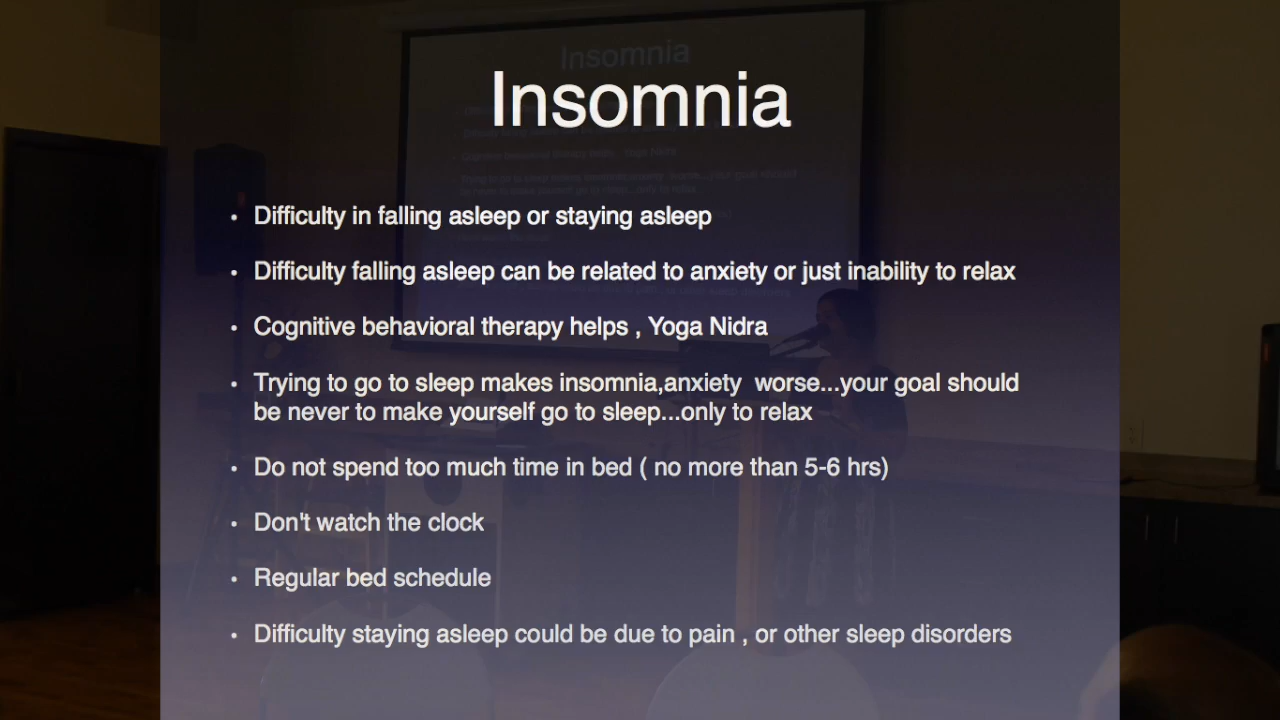 Insomnia
Insomnia
• Difficulty in falling asleep or staying asleep
• Difficulty falling asleep can be related to anxiety or just inability to relax
• Cognitive behavioral therapy helps , Yoga Nidra
• Trying to go to sleep makes insomnia,anxiety worse...your goal should
be never to make yourself go to sleep...only to relax
• Do not spend too much time in bed ( no more than 5-6 hrs)
• Don't watch the clock
• Regular bed schedule
• Difficulty staying asleep could be due to pain , or other sleep disorders